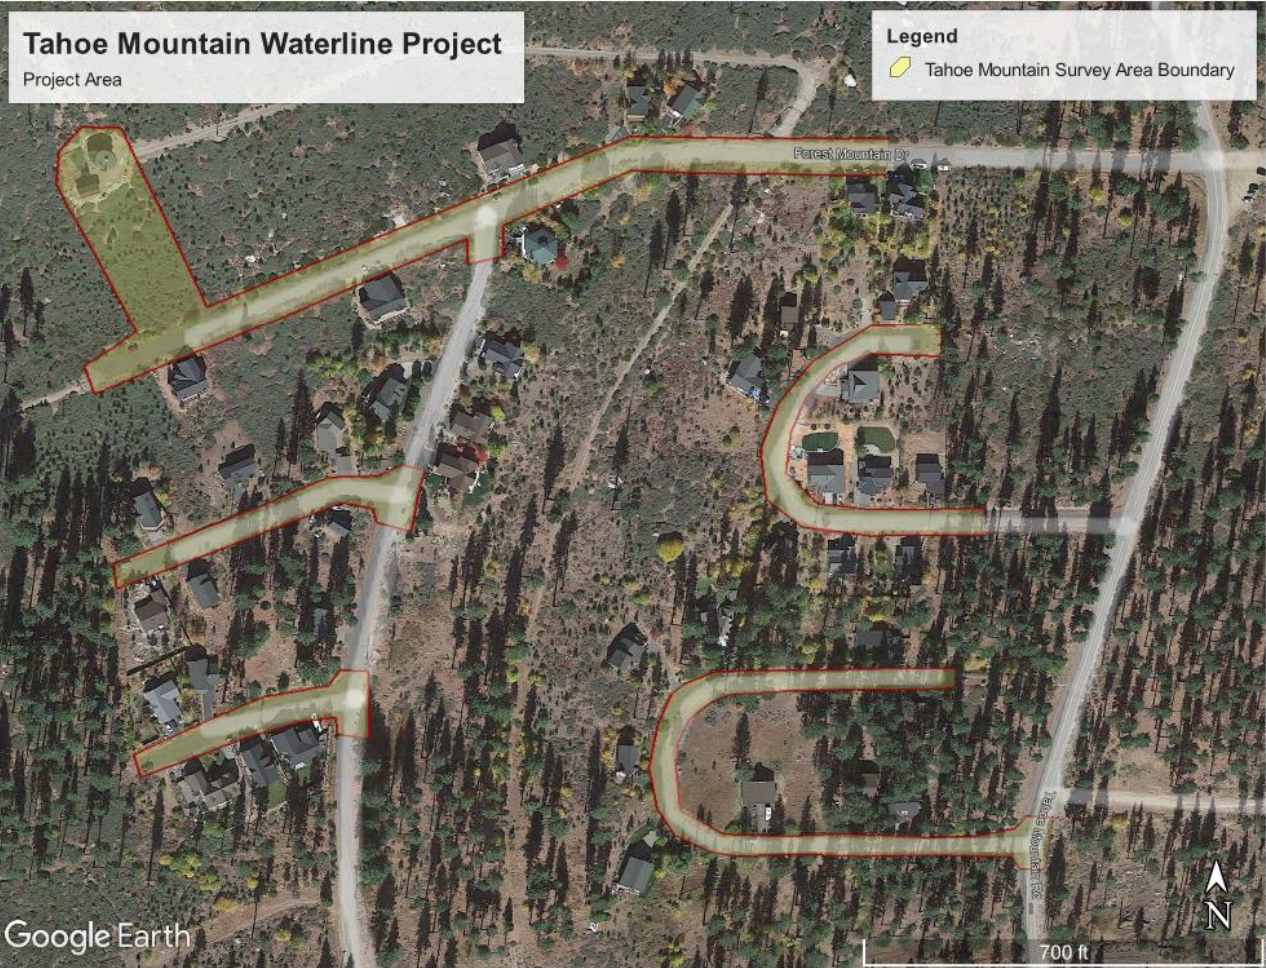 Tahoe Mountain Waterline Project
Project Area
Legend
Tahoe Mountain Survey Area Boundary
Forest Mountain Dr
Tahoe Mountain Rd
Google Earth
N
700 ft